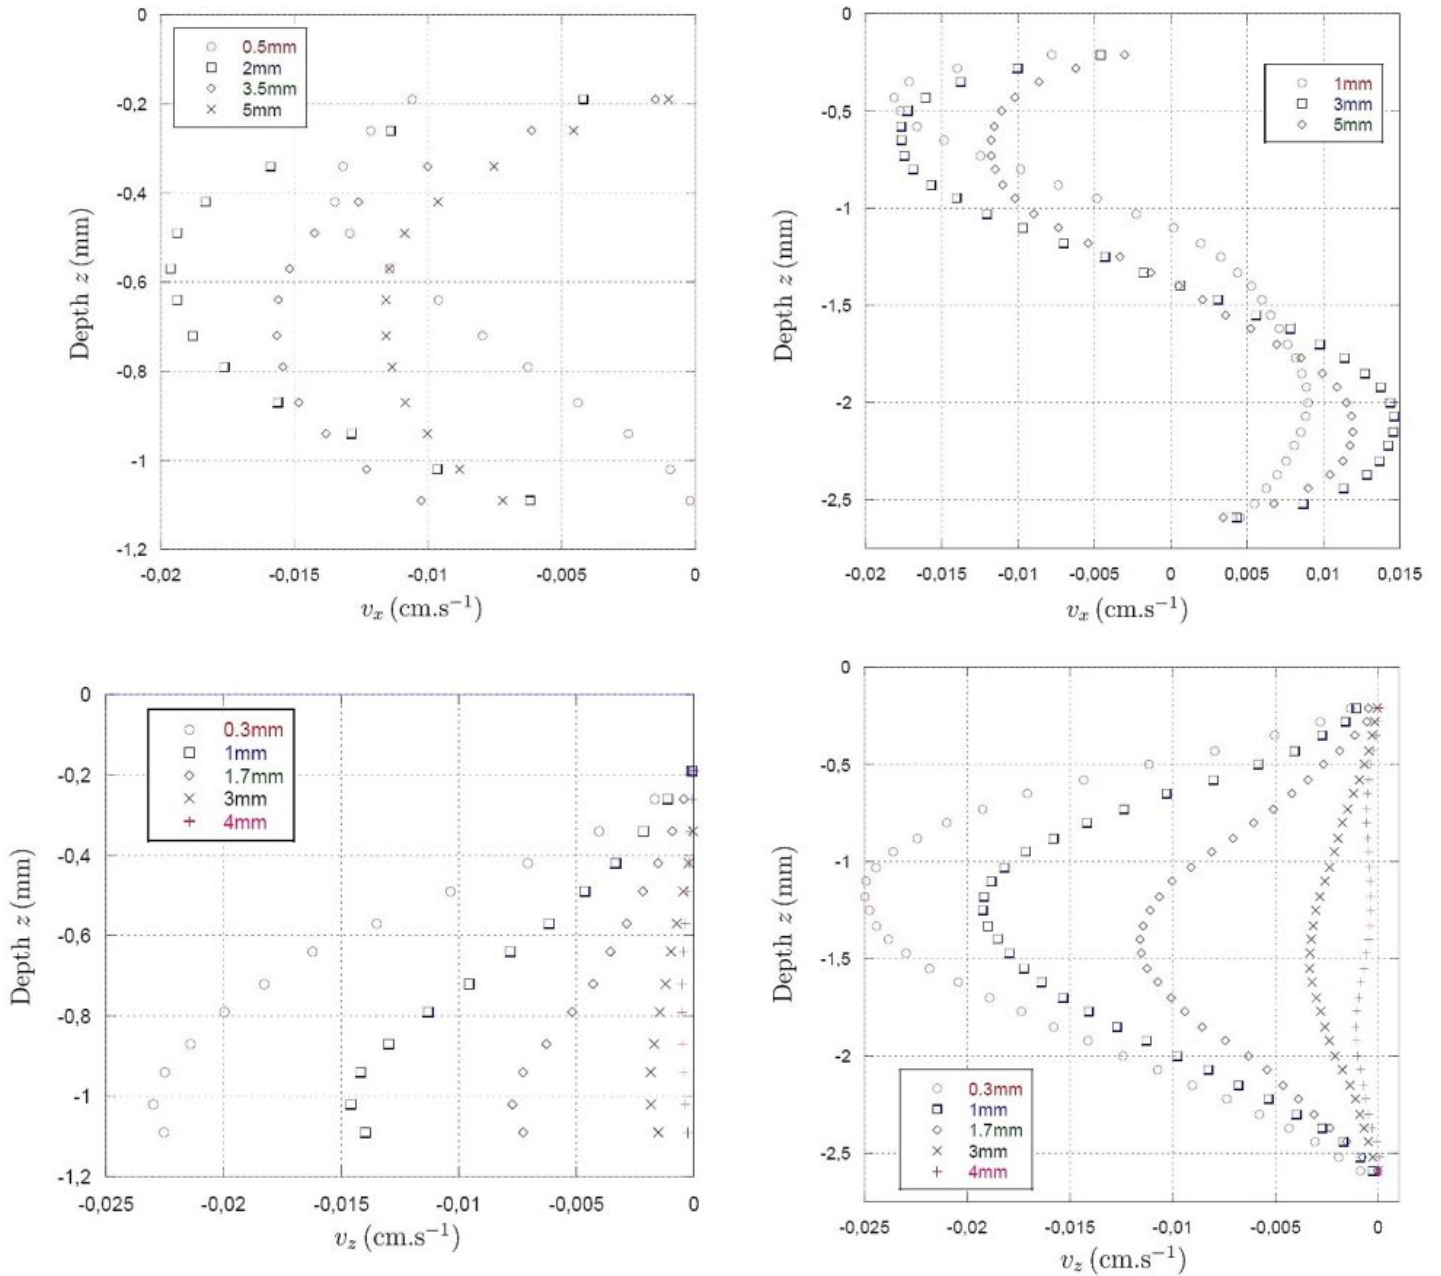 0
-0,2
-0,4
-0,6
-0,8
-1
-1,2
Depth z (mm)
0.5mm
2mm
3.5mm
5mm
-0,02 -0,015 -0,01 -0,005 0
v_x (cm.s⁻¹)
0
-0,5
-1
-1,5
-2
-2,5
Depth z (mm)
1mm
3mm
5mm
-0,02 -0,015 -0,01 -0,005 0 0,005 0,01 0,015
v_x (cm.s⁻¹)
0
-0,2
-0,4
-0,6
-0,8
-1
-1,2
Depth z (mm)
0.3mm
1mm
1.7mm
3mm
4mm
-0,025 -0,02 -0,015 -0,01 -0,005 0
v_z (cm.s⁻¹)
0
-0,5
-1
-1,5
-2
-2,5
Depth z (mm)
0.3mm
1mm
1.7mm
3mm
4mm
-0,025 -0,02 -0,015 -0,01 -0,005 0
v_z (cm.s⁻¹)